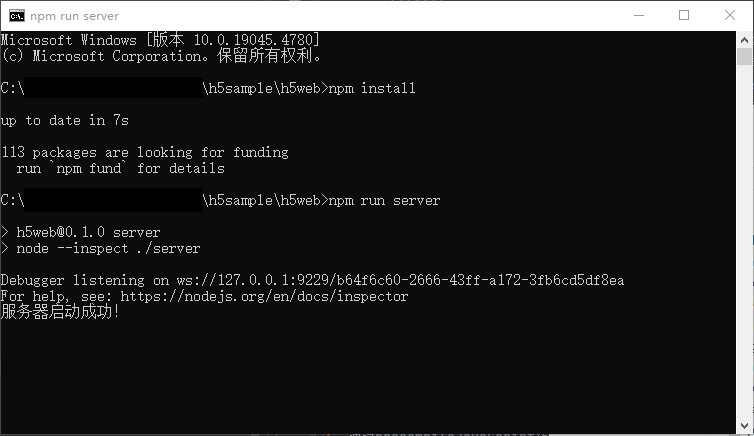 npm run server
Microsoft Windows [版本 10.0.19045.4780]
(c) Microsoft Corporation。保留所有权利。
C:\ \h5sample\h5web>npm install
up to date in 7s
113 packages are looking for funding
run `npm fund` for details
C:\ \h5sample\h5web>npm run server
> h5web@0.1.0 server
> node --inspect ./server
Debugger listening on ws://127.0.0.1:9229/b64f6c60-2666-43ff-a172-3fb6cd5df8ea
For help, see: https://nodejs.org/en/docs/inspector
服务器启动成功!